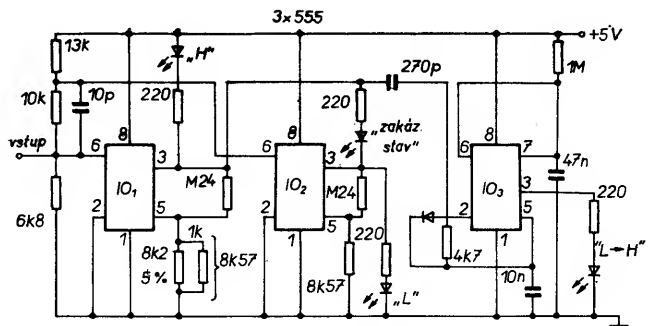 3x555
+5V
13k
„H"
270p
1M
10k
10p
220
220
„zakáz.
stav"
vstup
6
8
3
IO₁
2
5
1
M24
6
8
3
IO₂
2
5
1
M24
6
8
7
3
IO₃
2
5
1
47n
220
6k8
1k
8k2
5%
8k57
8k57
220
„L"
4k7
10n
"L→H"